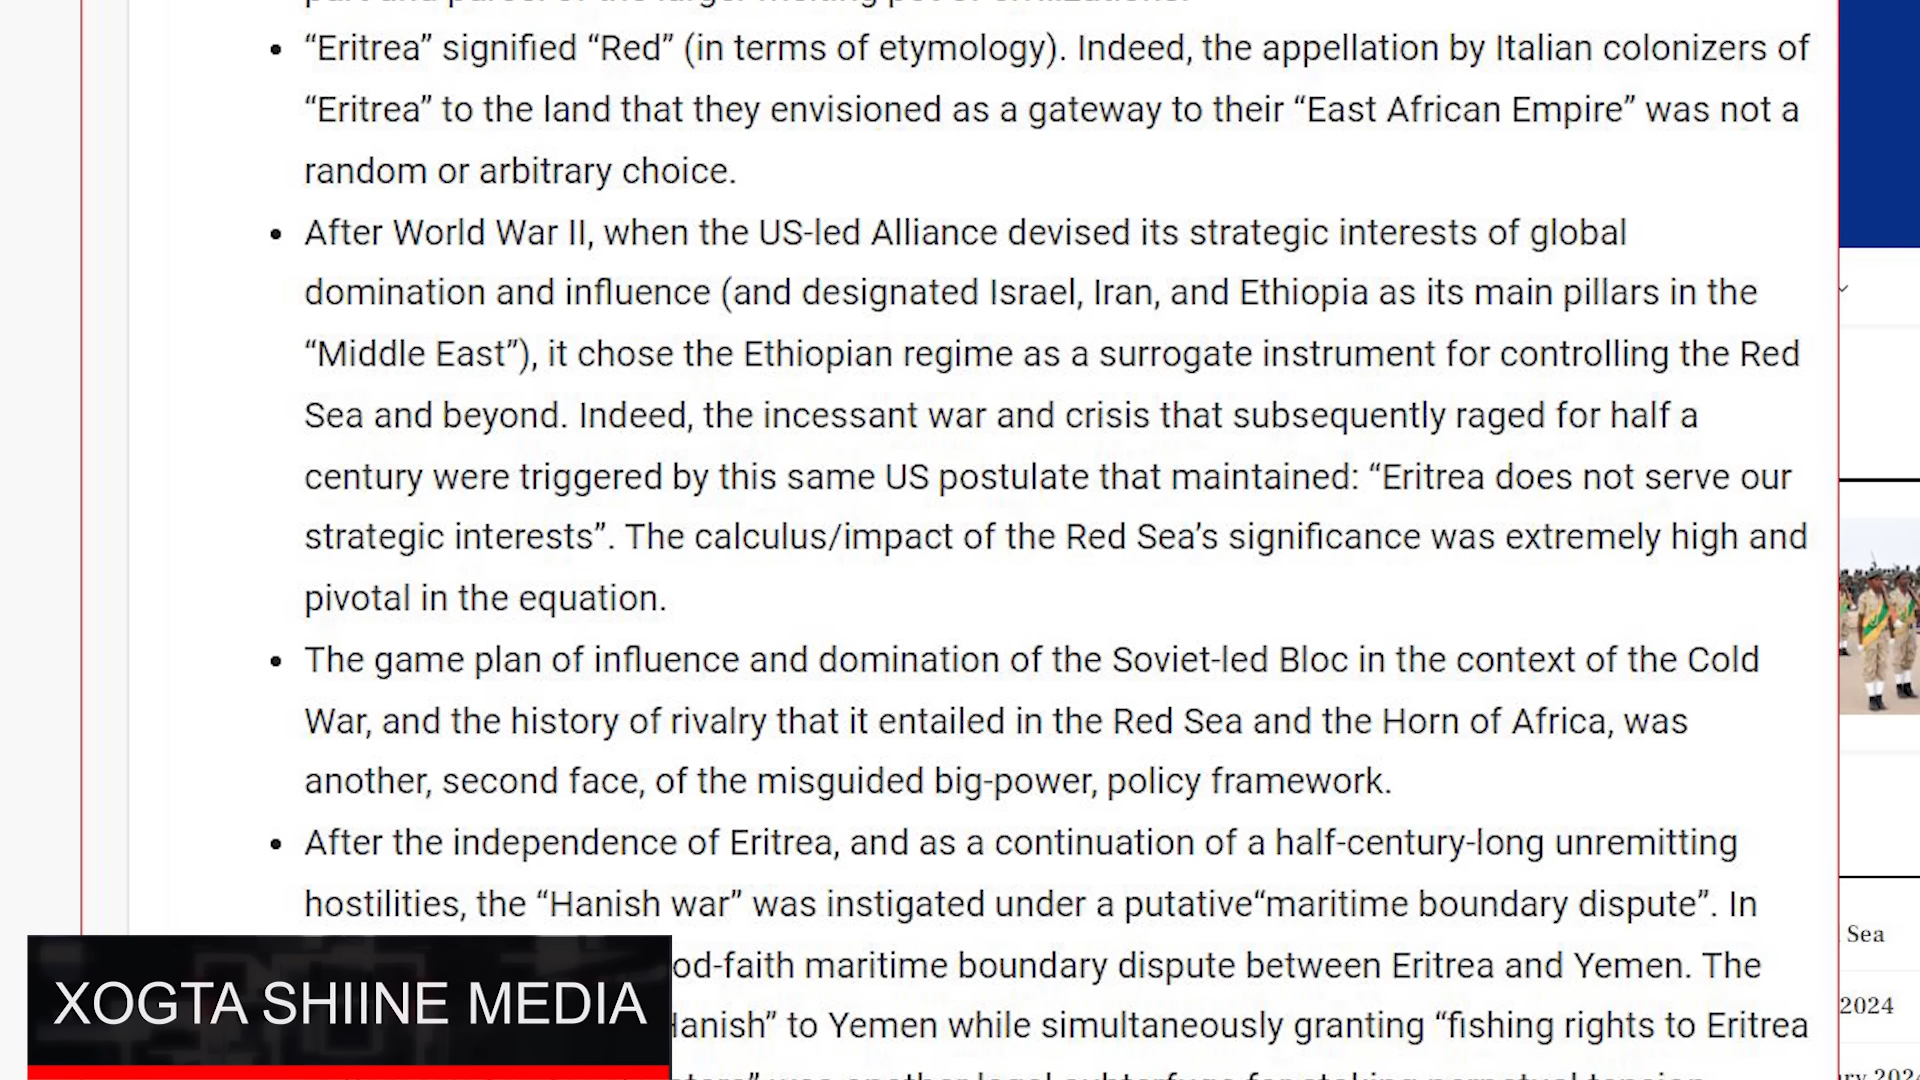 “Eritrea” signified “Red” (in terms of etymology). Indeed, the appellation by Italian colonizers of
“Eritrea” to the land that they envisioned as a gateway to their “East African Empire” was not a
random or arbitrary choice.
After World War II, when the US-led Alliance devised its strategic interests of global
domination and influence (and designated Israel, Iran, and Ethiopia as its main pillars in the
“Middle East”), it chose the Ethiopian regime as a surrogate instrument for controlling the Red
Sea and beyond. Indeed, the incessant war and crisis that subsequently raged for half a
century were triggered by this same US postulate that maintained: “Eritrea does not serve our
strategic interests”. The calculus/impact of the Red Sea’s significance was extremely high and
pivotal in the equation.
The game plan of influence and domination of the Soviet-led Bloc in the context of the Cold
War, and the history of rivalry that it entailed in the Red Sea and the Horn of Africa, was
another, second face, of the misguided big-power, policy framework.
After the independence of Eritrea, and as a continuation of a half-century-long unremitting
hostilities, the “Hanish war” was instigated under a putative“maritime boundary dispute”. In
od-faith maritime boundary dispute between Eritrea and Yemen. The
Hanish” to Yemen while simultaneously granting “fishing rights to Eritrea
Sea
2024
XOGTA SHIINE MEDIA